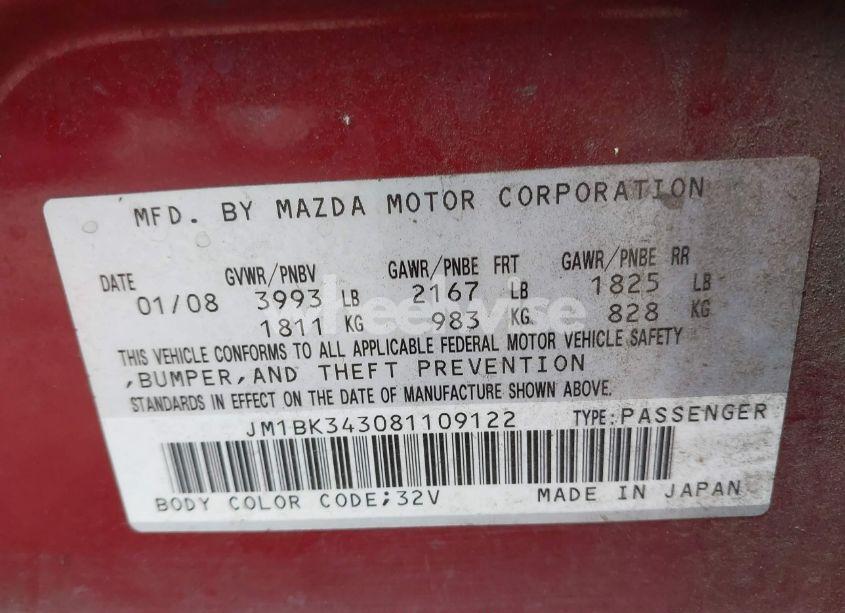 MFD. BY MAZDA MOTOR CORPORATION
DATE GVWR/PNBV GAWR/PNBE FRT GAWR/PNBE RR
01/08 3993 LB 2167 LB 1825 LB
1811 KG 983 KG 828 KG
wheelwise
THIS VEHICLE CONFORMS TO ALL APPLICABLE FEDERAL MOTOR VEHICLE SAFETY
,BUMPER,AND THEFT PREVENTION
STANDARDS IN EFFECT ON THE DATE OF MANUFACTURE SHOWN ABOVE.
JM1BK343081109122 TYPE:PASSENGER
BODY COLOR CODE;32V MADE IN JAPAN